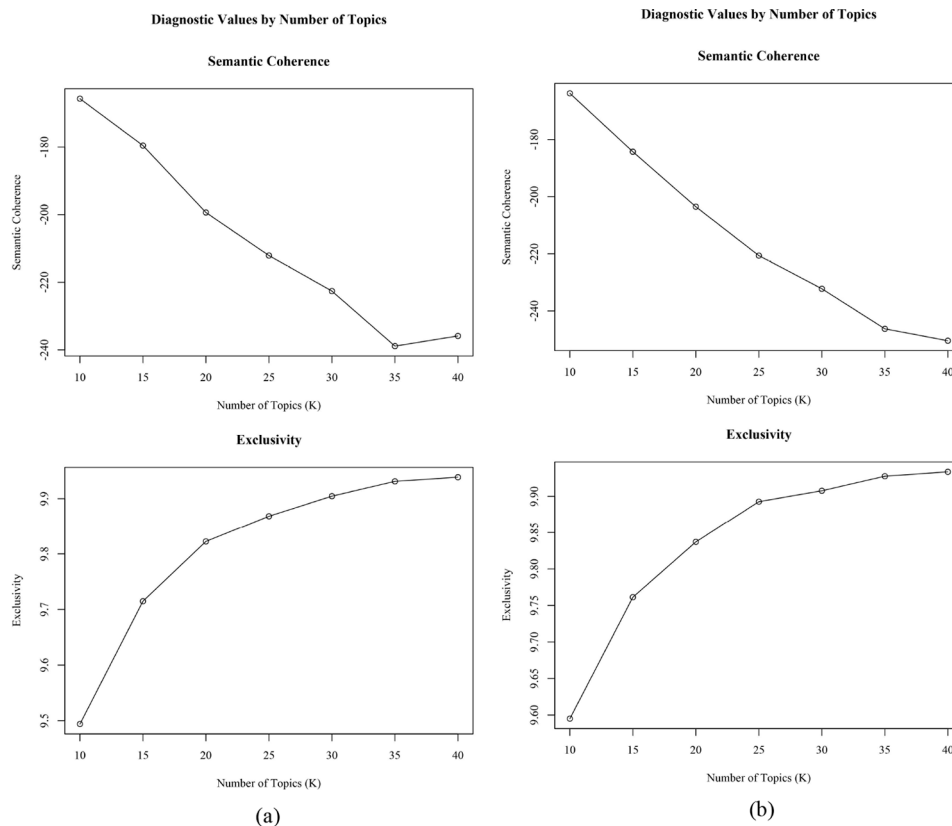 Diagnostic Values by Number of Topics
Semantic Coherence
Semantic Coherence
-180
-200
-220
-240
10 15 20 25 30 35 40
Number of Topics (K)
Exclusivity
Exclusivity
9.9
9.8
9.7
9.6
9.5
10 15 20 25 30 35 40
Number of Topics (K)
(a)
Diagnostic Values by Number of Topics
Semantic Coherence
Semantic Coherence
-180
-200
-220
-240
10 15 20 25 30 35 40
Number of Topics (K)
Exclusivity
Exclusivity
9.90
9.85
9.80
9.75
9.70
9.65
9.60
10 15 20 25 30 35 40
Number of Topics (K)
(b)